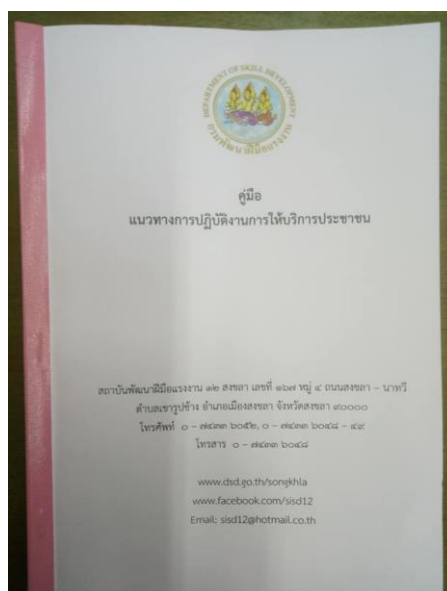 DEPARTMENT OF SKILL DEVELOPMENT
กรมพัฒนาฝีมือแรงงาน
คู่มือ
แนวทางการปฏิบัติงานการให้บริการประชาชน
สถาบันพัฒนาฝีมือแรงงาน ๑๒ สงขลา เลขที่ ๑๖๗ หมู่ ๔ ถนนสงขลา – นาทวี
ตำบลเขารูปช้าง อำเภอเมืองสงขลา จังหวัดสงขลา ๙๐๐๐๐
โทรศัพท์ ๐ – ๗๔๓๓ ๖๐๕๒, ๐ – ๗๔๓๓ ๖๐๔๘ – ๔๙
โทรสาร ๐ – ๗๔๓๓ ๖๐๔๘
www.dsd.go.th/songkhla
www.facebook.com/sisd12
Email: sisd12@hotmail.co.th